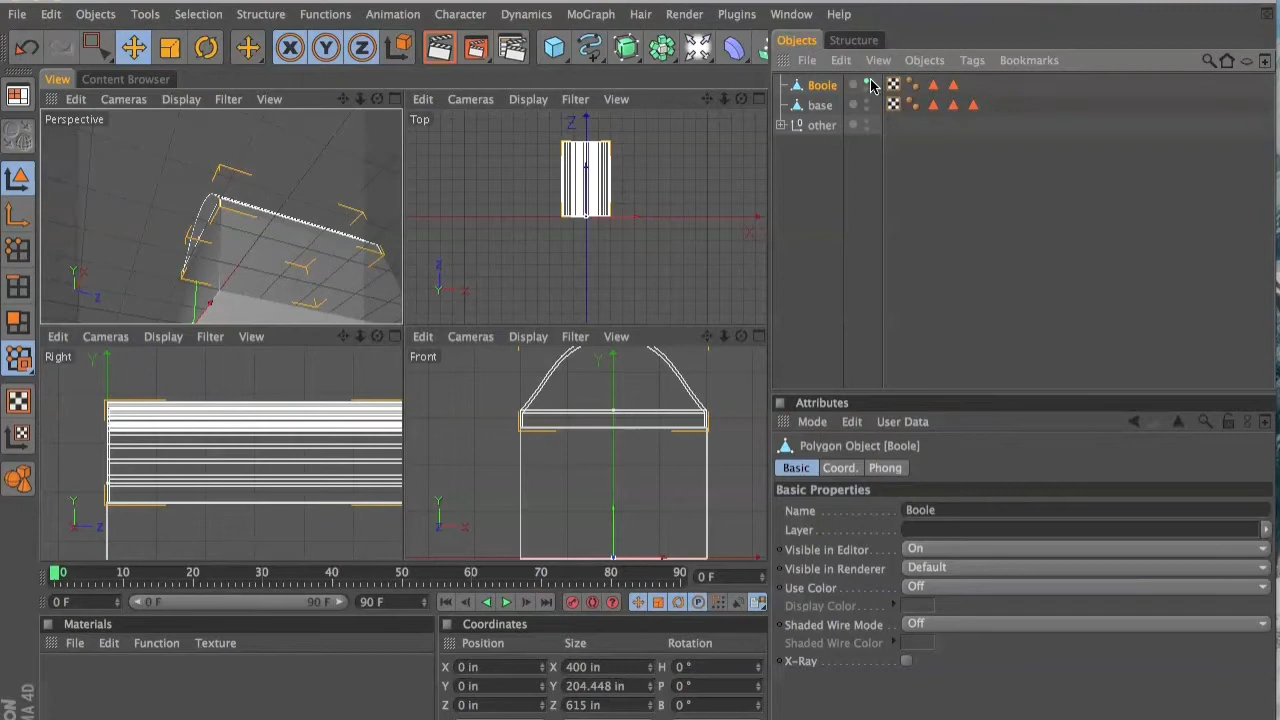 File Edit Objects Tools Selection Structure Functions Animation Character Dynamics MoGraph Hair Render Plugins Window Help
X Y Z
Objects Structure
File Edit View Objects Tags Bookmarks
Boole
base
other
View Content Browser
Edit Cameras Display Filter View
Edit Cameras Display Filter View
Perspective
Top
Z
X
Y X
Z
Z
X
Edit Cameras Display Filter View
Edit Cameras Display Filter View
Right
Front
Y
Y
Y
X Z
Y
Z X
Attributes
Mode Edit User Data
Polygon Object [Boole]
Basic Coord. Phong
Basic Properties
Name Boole
Layer
Visible in Editor On
Visible in Renderer Default
Use Color Off
Display Color
Shaded Wire Mode Off
Shaded Wire Color
X-Ray
0 10 20 30 40 50 60 70 80 90 0 F
0 F 0 F 90 F 90 F
Materials
File Edit Function Texture
Coordinates
Position Size Rotation
X 0 in X 400 in H 0 °
Y 0 in Y 204.448 in P 0 °
Z 0 in Z 615 in B 0 °